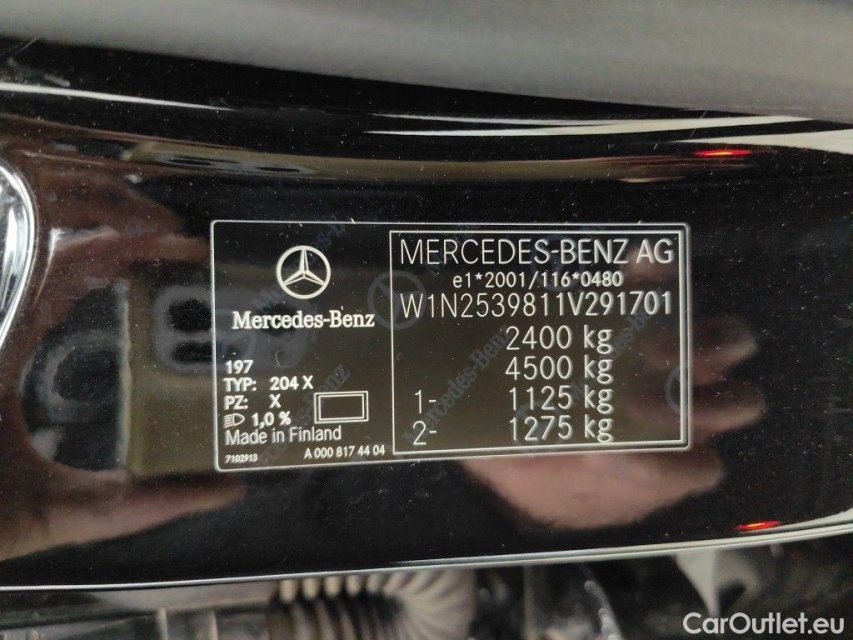 MERCEDES-BENZ AG
e1*2001/116*0480
W1N2539811V291701
2400 kg
4500 kg
1- 1125 kg
2- 1275 kg
Mercedes-Benz
197
TYP: 204 X
PZ: X
1,0 %
Made in Finland
7102913 A 000 817 44 04
CarOutlet.eu